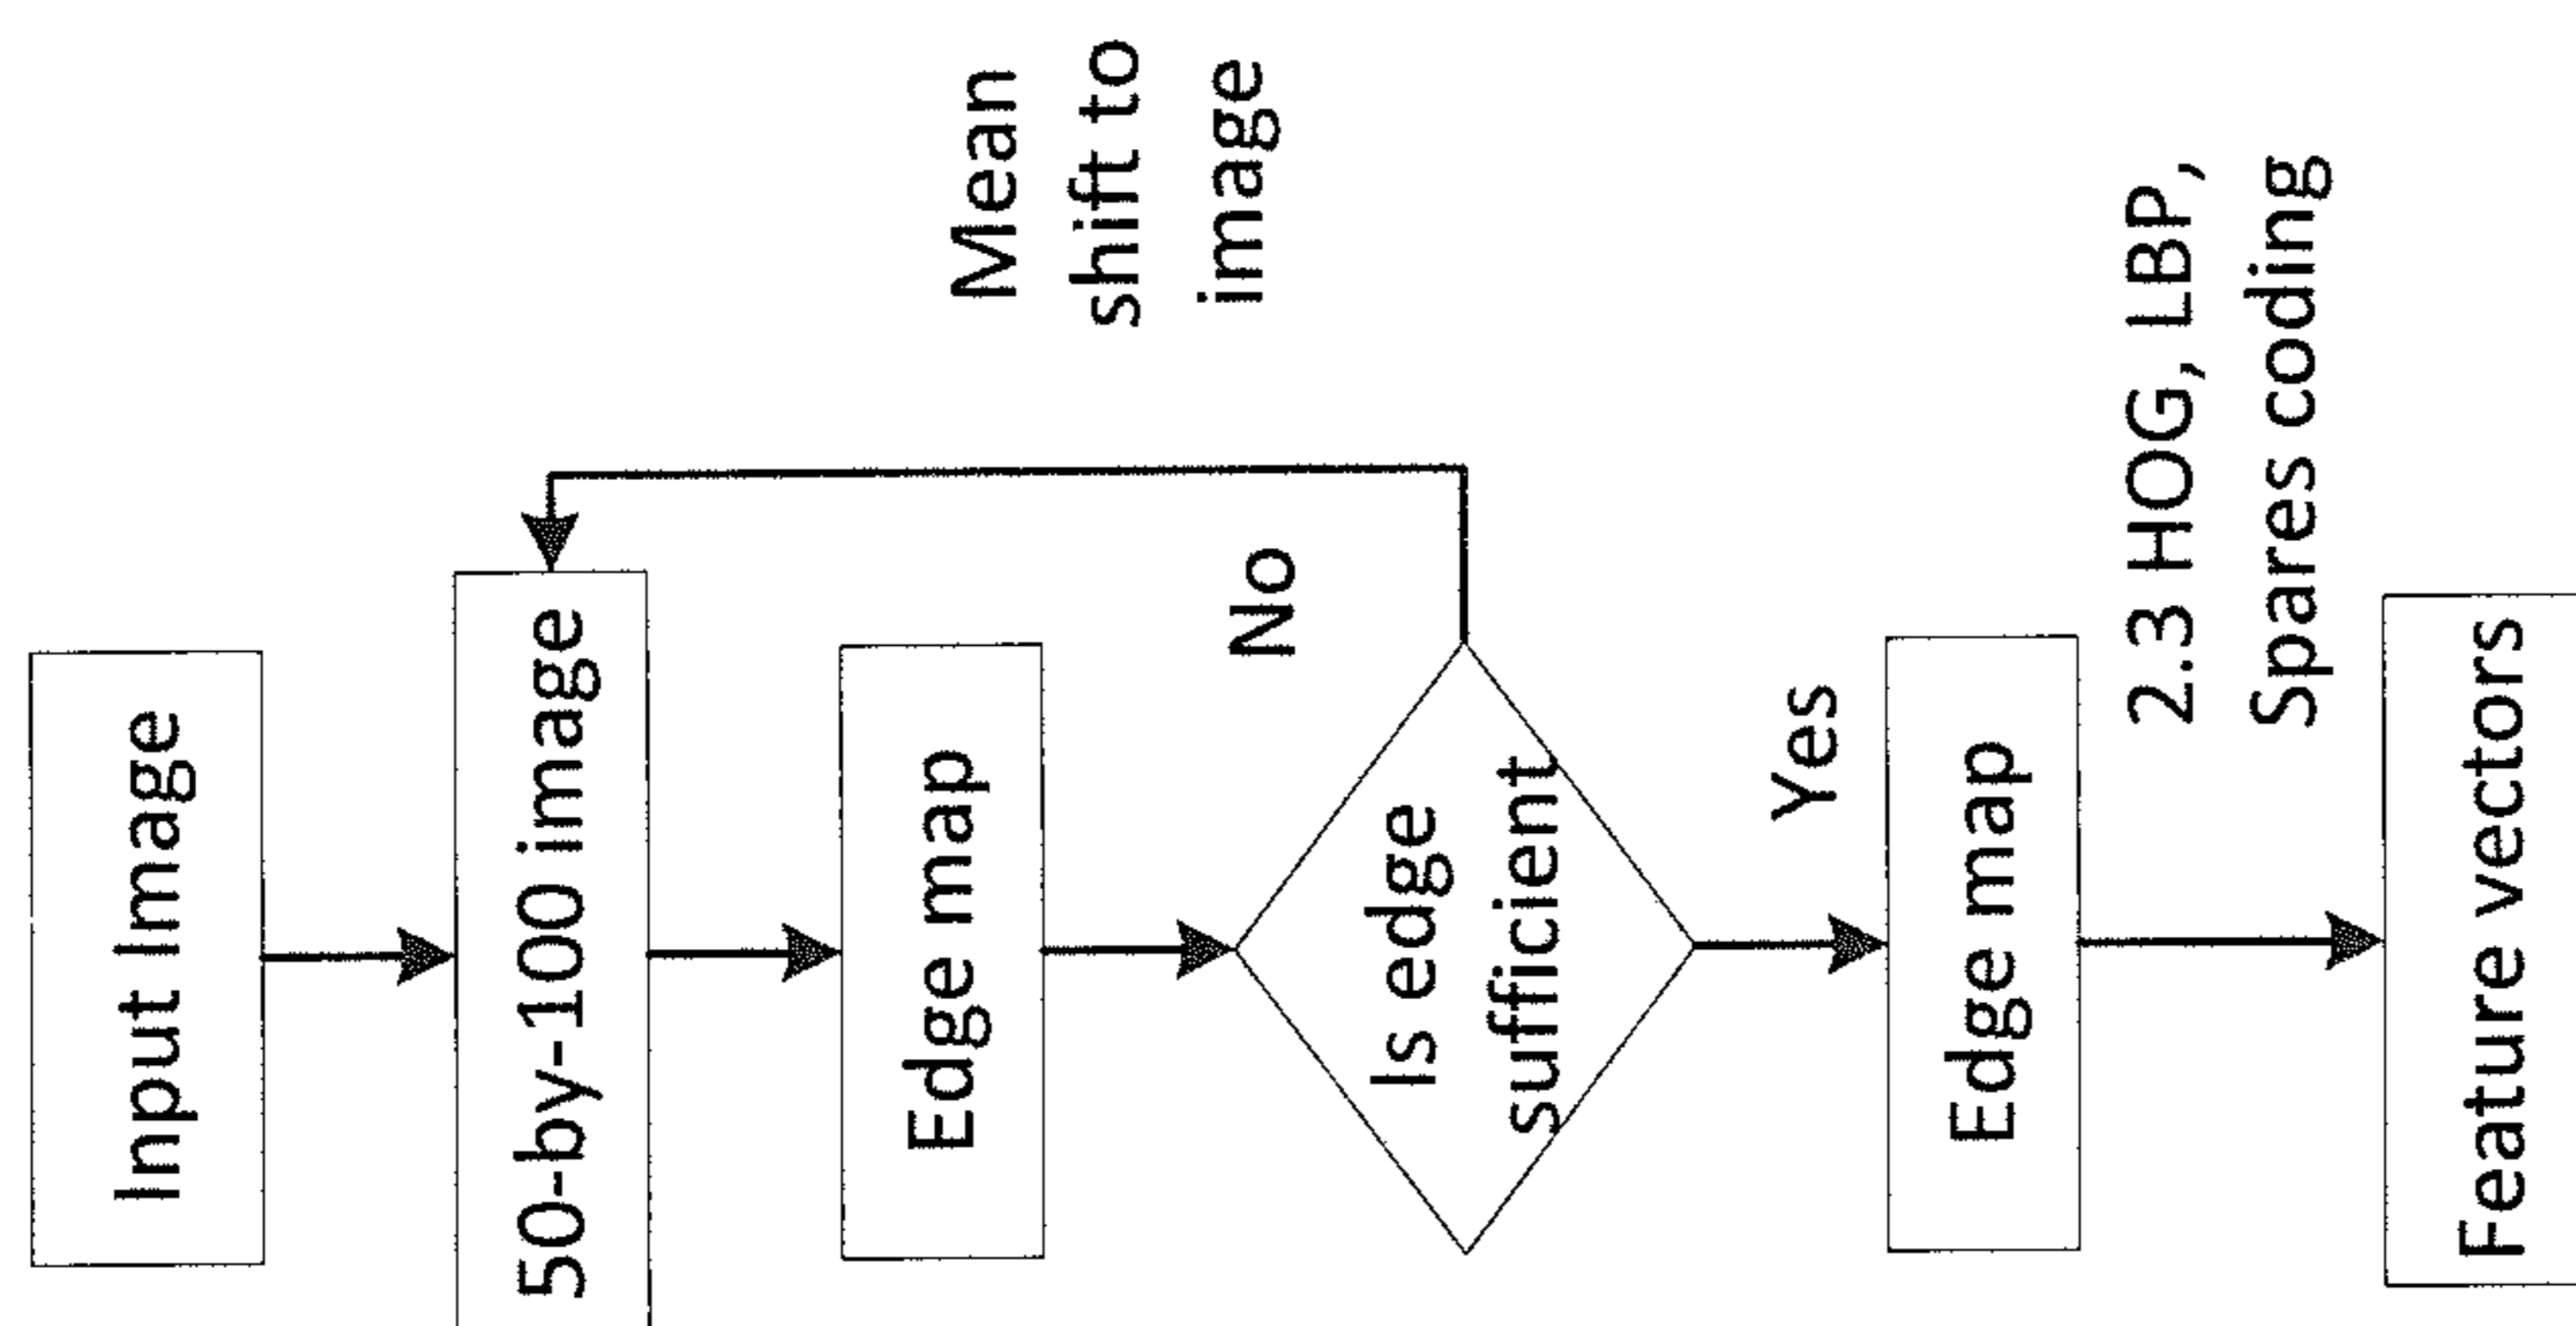 Input Image
50-by-100 image
Edge map
Mean
shift to
image
No
Is edge
sufficient
Yes
Edge map
2.3 HOG, LBP,
Spares coding
Feature vectors